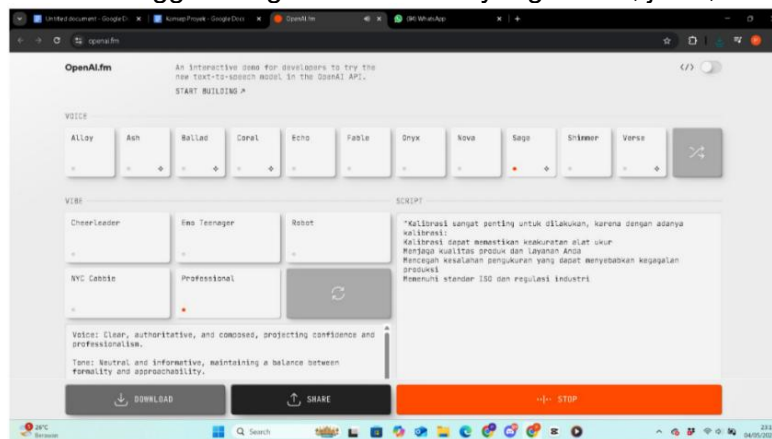 Untitled document - Google D
Konsep Proyek - Google Docs
OpenAI.fm
WhatsApp
openai.fm
OpenAI.fm
An interactive demo for developers to try the
new text-to-speech model in the OpenAI API.
START BUILDING
VOICE
Alloy
Ash
Ballad
Coral
Echo
Fable
Onyx
Nova
Sage
Shimmer
Verse
VIBE
Cheerleader
Emo Teenager
Robot
NYC Cabbie
Professional
Voice: Clear, authoritative, and composed, projecting confidence and
professionalism.
Tone: Neutral and informative, maintaining a balance between
formality and approachability.
SCRIPT
"Kalibrasi sangat penting untuk dilakukan, karena dengan adanya
kalibrasi:
Kalibrasi dapat memastikan keakuratan alat ukur
Menjaga kualitas produk dan layanan Anda
Mencegah kesalahan pengukuran yang dapat menyebabkan kegagalan
produksi
Memenuhi standar ISO dan regulasi industri
DOWNLOAD
SHARE
STOP
Search